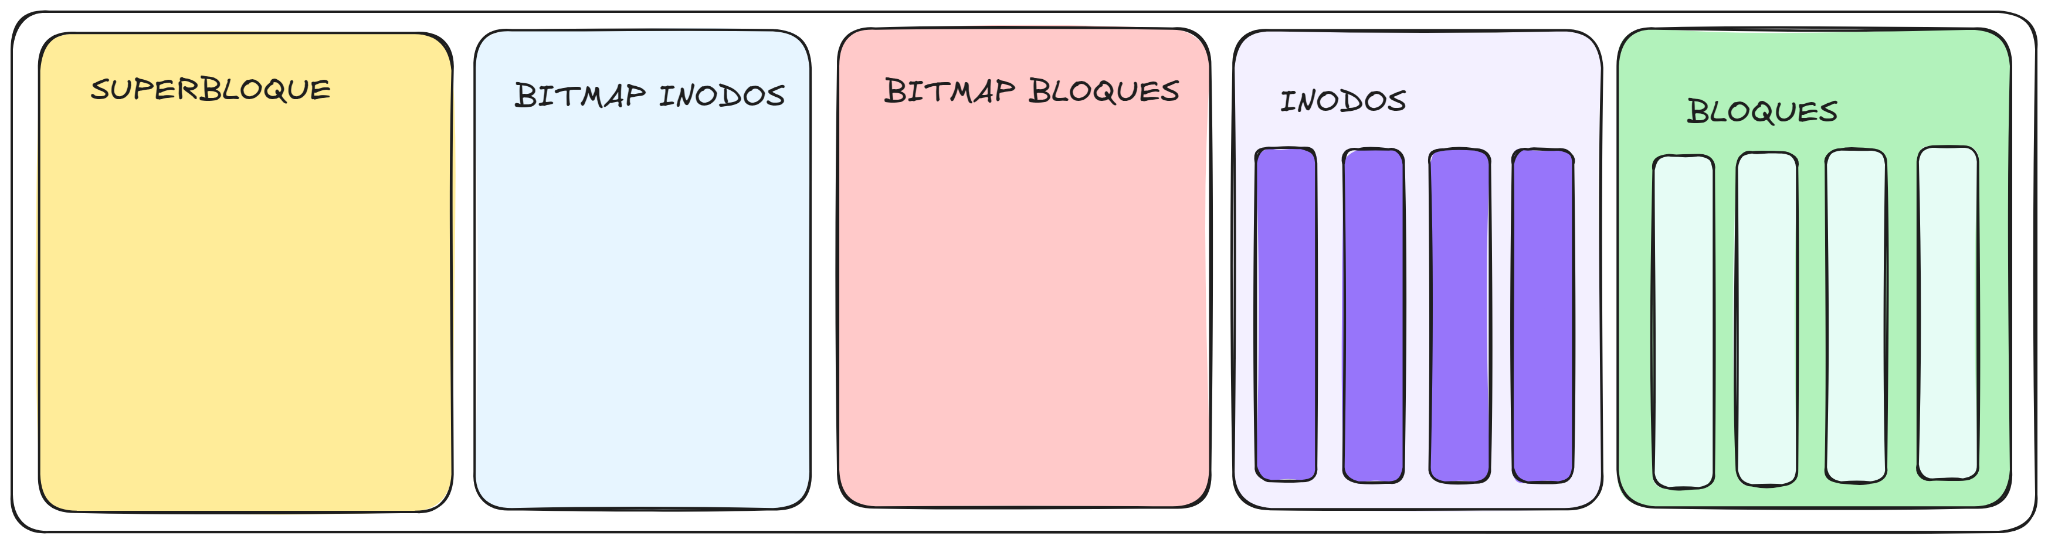 SUPERBLOQUE
BITMAP INODOS
BITMAP BLOQUES
INODOS
BLOQUES